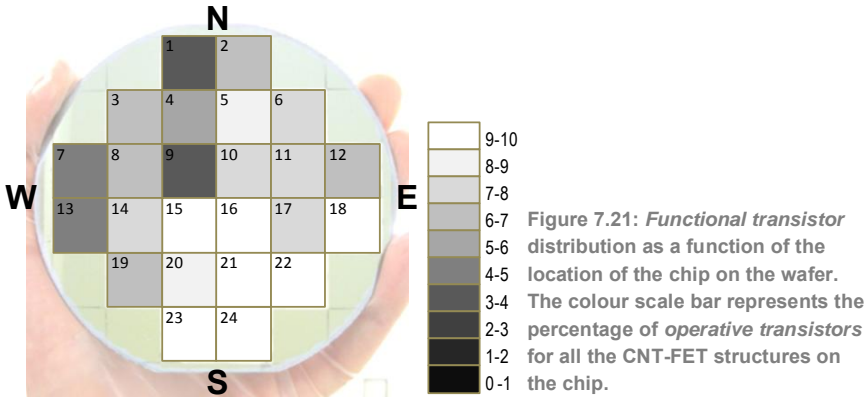 N
1 2
3 4 5 6
7 8 9 10 11 12
W E
13 14 15 16 17 18
19 20 21 22
23 24
S
9-10
8-9
7-8
6-7
5-6
4-5
3-4
2-3
1-2
0 -1
Figure 7.21: Functional transistor
distribution as a function of the
location of the chip on the wafer.
The colour scale bar represents the
percentage of operative transistors
for all the CNT-FET structures on
the chip.